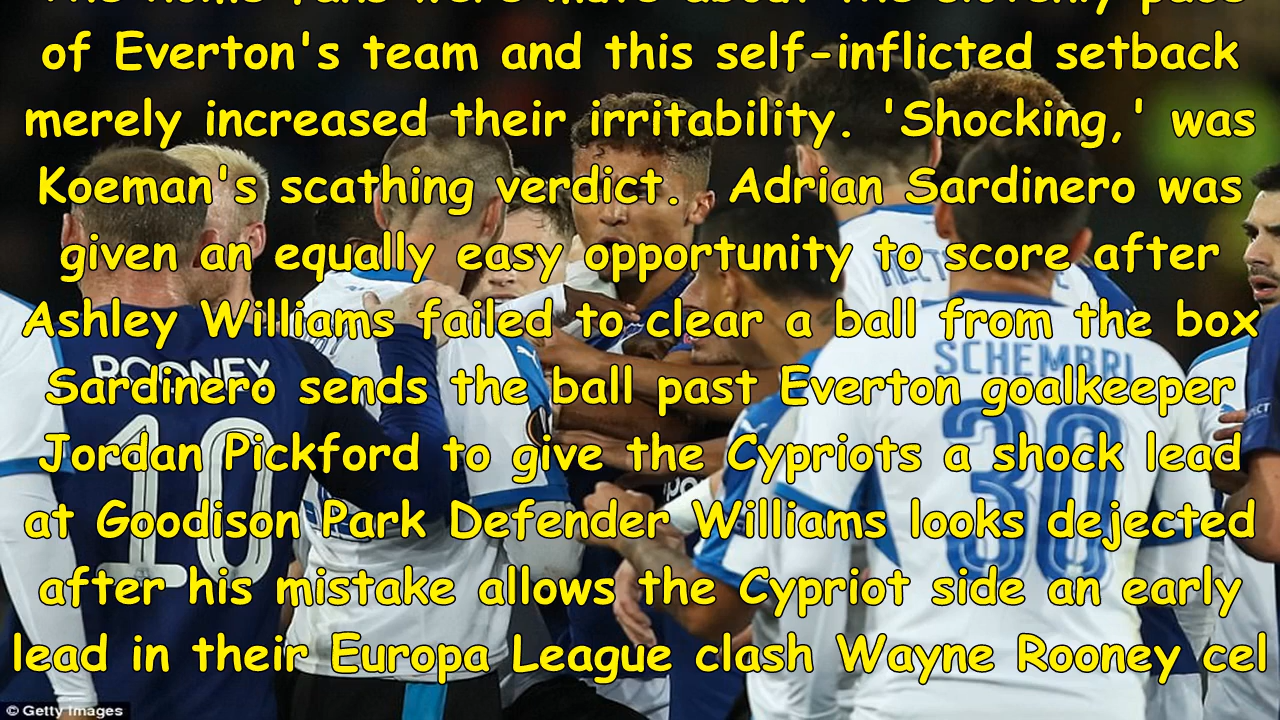 of Everton's team and this self-inflicted setback
merely increased their irritability. 'Shocking,' was
Koeman's scathing verdict. Adrian Sardinero was
given an equally easy opportunity to score after
Ashley Williams failed to clear a ball from the box
Sardinero sends the ball past Everton goalkeeper
Jordan Pickford to give the Cypriots a shock lead
at Goodison Park Defender Williams looks dejected
after his mistake allows the Cypriot side an early
lead in their Europa League clash Wayne Rooney cel
ROONEY
10
SCHEMBRI
30
© Getty Images